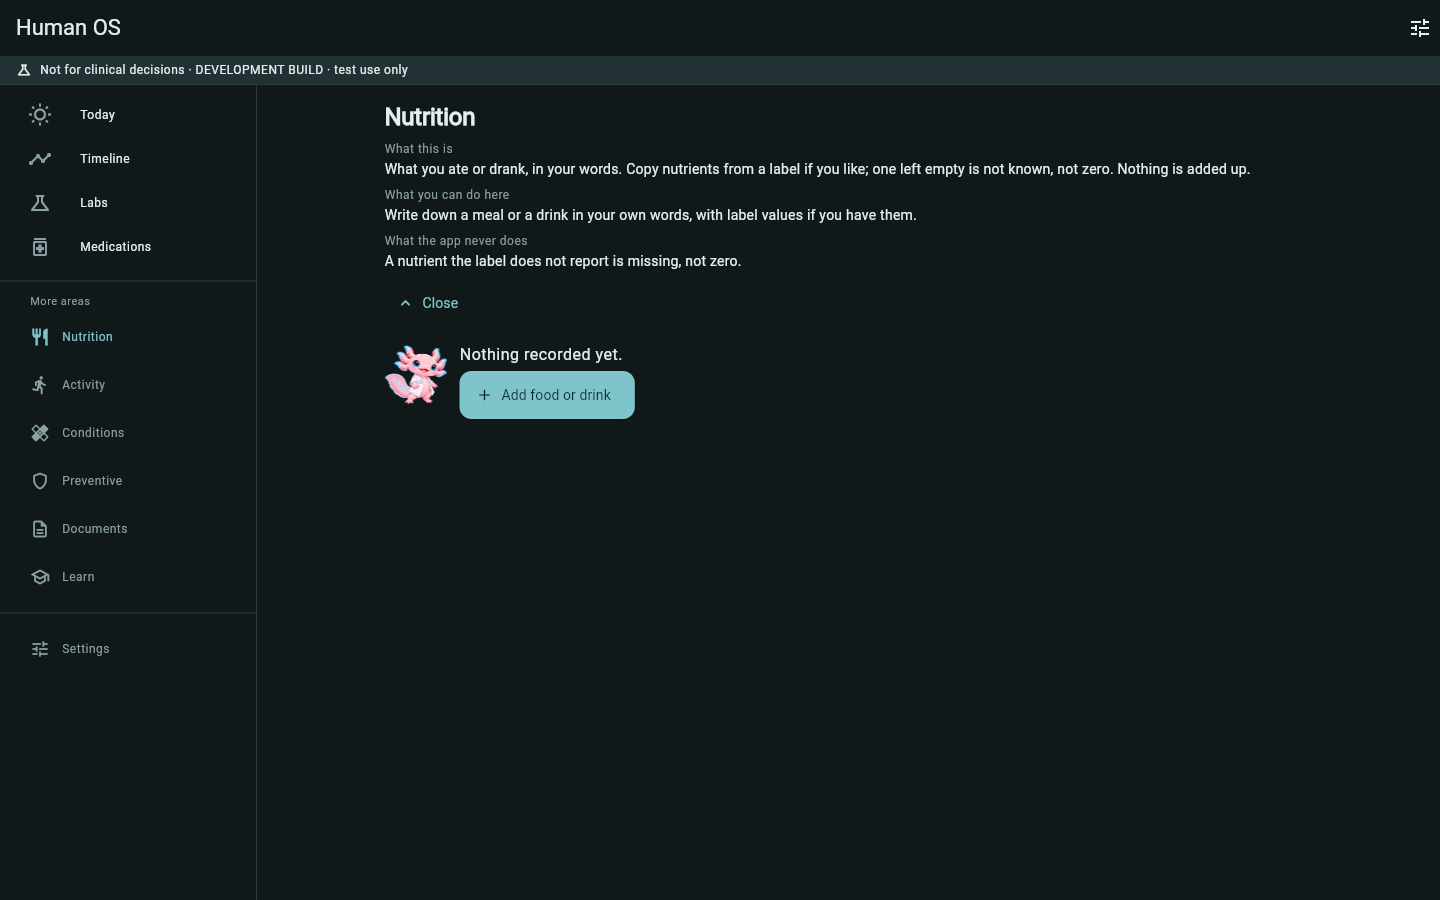 Human OS
Not for clinical decisions · DEVELOPMENT BUILD · test use only
Today
Timeline
Labs
Medications
More areas
Nutrition
Activity
Conditions
Preventive
Documents
Learn
Settings
Nutrition
What this is
What you ate or drank, in your words. Copy nutrients from a label if you like; one left empty is not known, not zero. Nothing is added up.
What you can do here
Write down a meal or a drink in your own words, with label values if you have them.
What the app never does
A nutrient the label does not report is missing, not zero.
Close
Nothing recorded yet.
Add food or drink